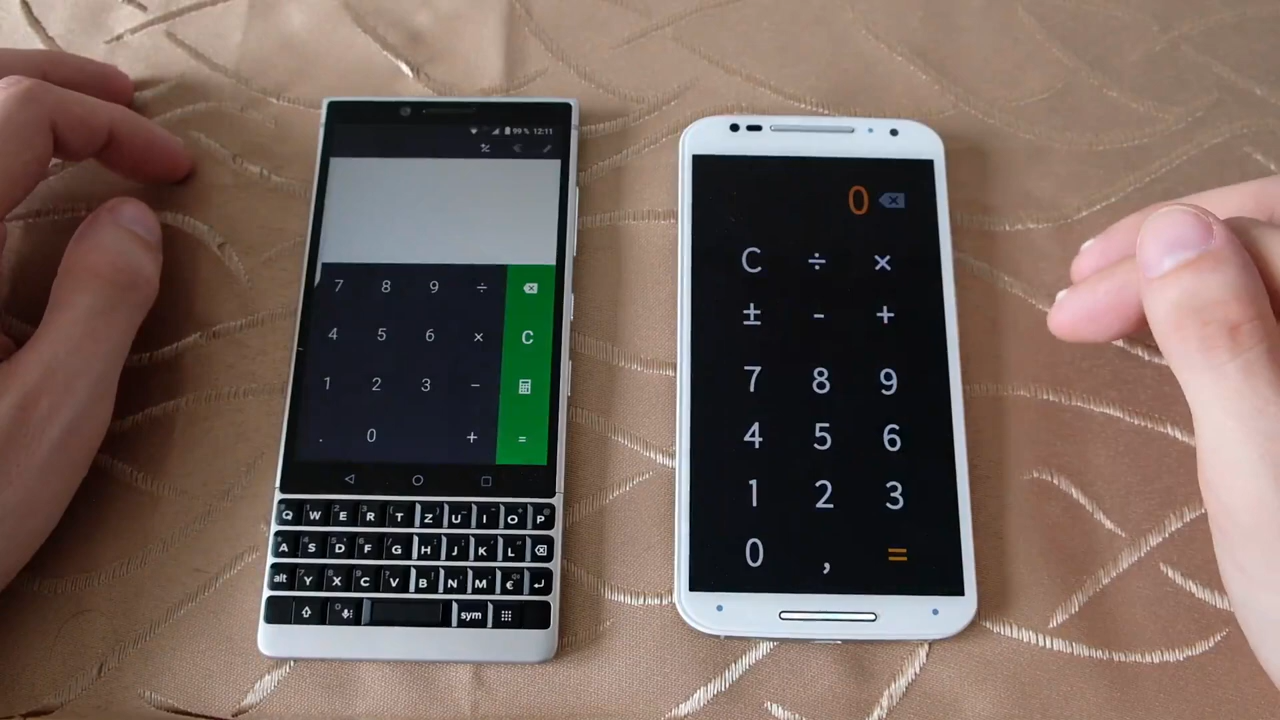 99 % 12:11
7 8 9 ÷
4 5 6 × C
1 2 3 −
. 0 + =
Q W E R T Z U I O P
A S D F G H J K L
alt Y X C V B N M €
sym
0
C ÷ ×
± - +
7 8 9
4 5 6
1 2 3
0 , =